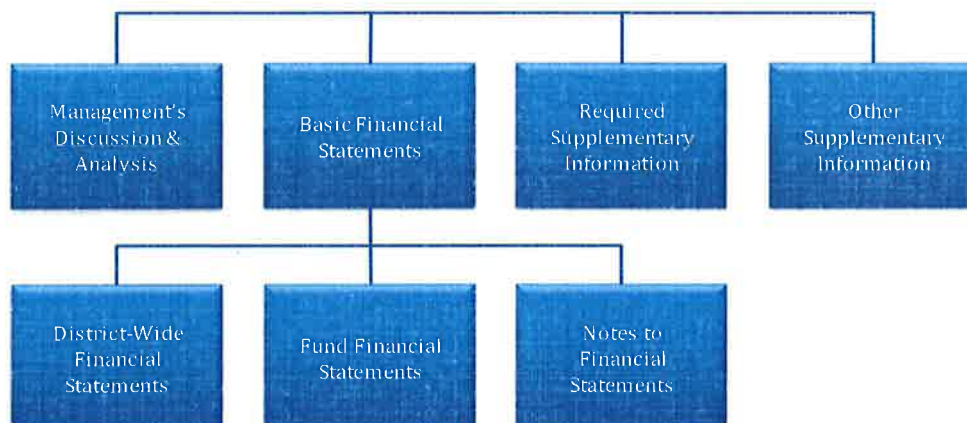 Management's
Discussion &
Analysis
Basic Financial
Statements
Required
Supplementary
Information
Other
Supplementary
Information
District-Wide
Financial
Statements
Fund Financial
Statements
Notes to
Financial
Statements